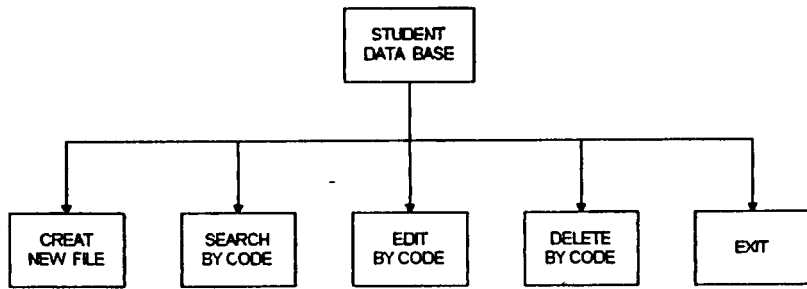 STUDENT
DATA BASE
CREAT
NEW FILE
SEARCH
BY CODE
EDIT
BY CODE
DELETE
BY CODE
EXIT